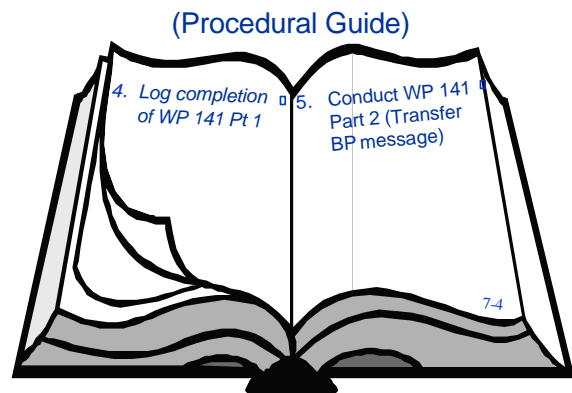 (Procedural Guide)
4. Log completion
of WP 141 Pt 1
5. Conduct WP 141
Part 2 (Transfer
BP message)
7-4